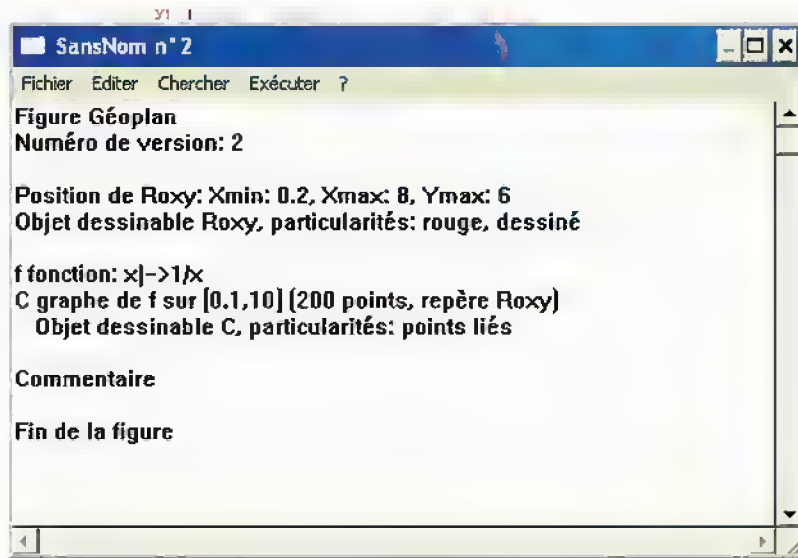 y1
SansNom n°2
Fichier Editer Chercher Exécuter ?
Figure Géoplan
Numéro de version: 2
Position de Roxy: Xmin: 0.2, Xmax: 8, Ymax: 6
Objet dessinable Roxy, particularités: rouge, dessiné
f fonction: x|->1/x
C graphe de f sur [0.1,10] (200 points, repère Roxy)
Objet dessinable C, particularités: points liés
Commentaire
Fin de la figure